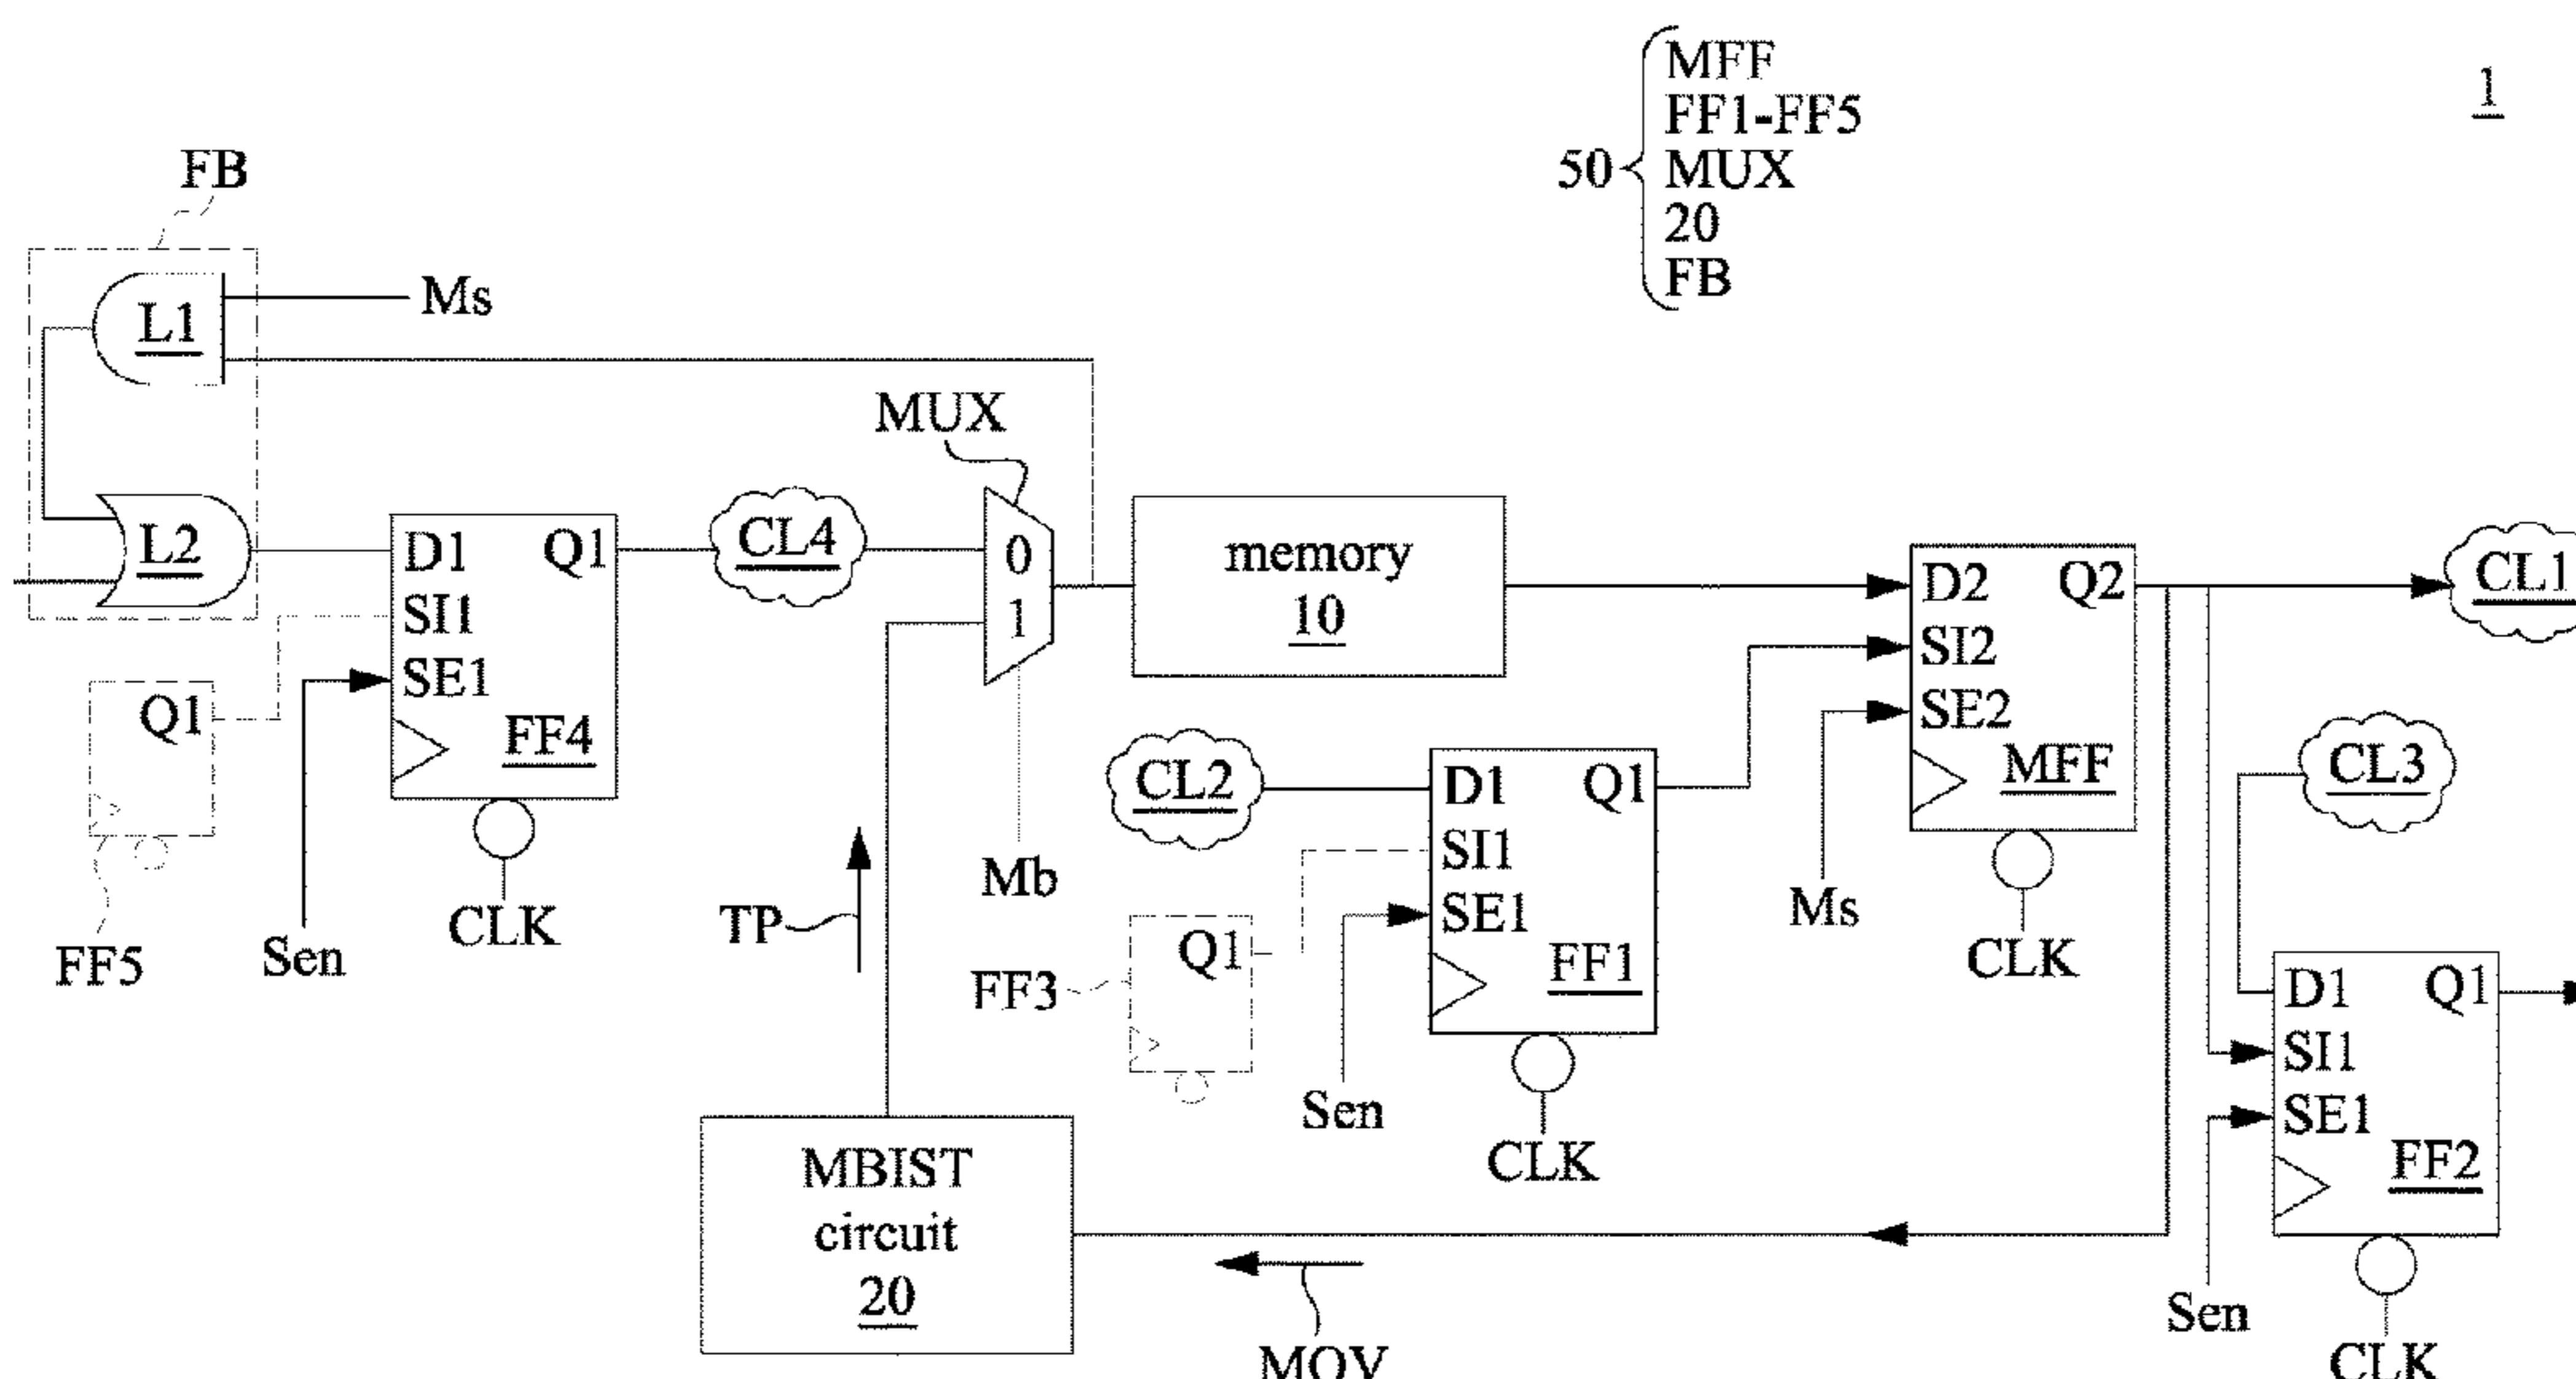 1
50
MFF
FF1-FF5
MUX
20
FB
FB
L1
Ms
L2
MUX
D1 Q1
SI1
SE1
FF4
CLK
Sen
Q1
FF5
CL4
0
1
Mb
TP
memory
10
MBIST
circuit
20
MOV
CL2
D1 Q1
SI1
SE1
FF1
CLK
Sen
Q1
FF3
D2 Q2
SI2
SE2
MFF
Ms
CLK
CL1
CL3
D1 Q1
SI1
SE1
FF2
Sen
CLK